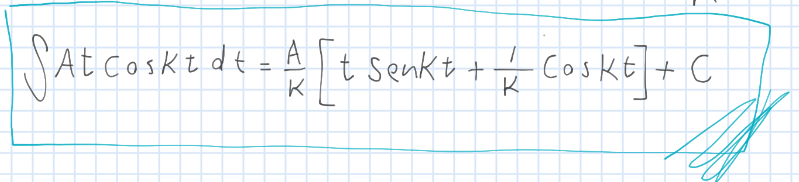 ∫At Cos Kt dt = A/K [t Sen Kt + 1/K Cos Kt] + C